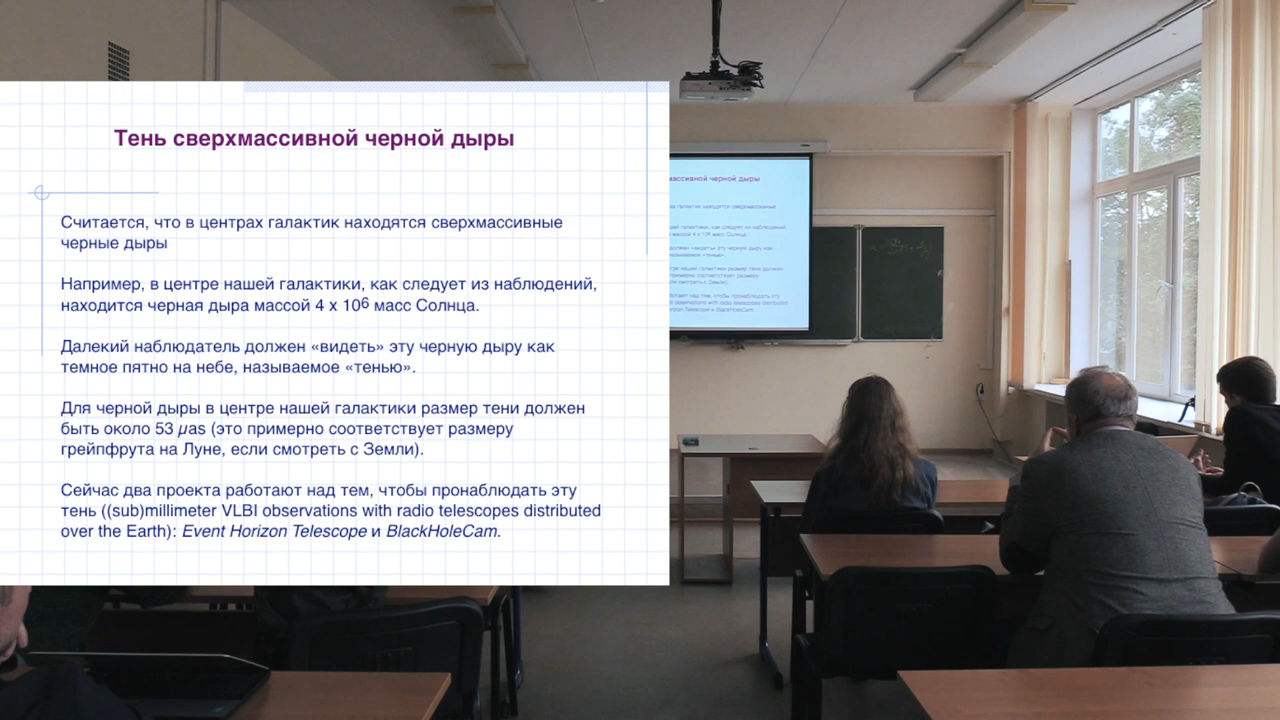 Тень сверхмассивной черной дыры
Считается, что в центрах галактик находятся сверхмассивные
черные дыры
Например, в центре нашей галактики, как следует из наблюдений,
находится черная дыра массой 4 x 10⁶ масс Солнца.
Далекий наблюдатель должен «видеть» эту черную дыру как
темное пятно на небе, называемое «тенью».
Для черной дыры в центре нашей галактики размер тени должен
быть около 53 µas (это примерно соответствует размеру
грейпфрута на Луне, если смотреть с Земли).
Сейчас два проекта работают над тем, чтобы пронаблюдать эту
тень ((sub)millimeter VLBI observations with radio telescopes distributed
over the Earth): Event Horizon Telescope и BlackHoleCam.
черной дыры